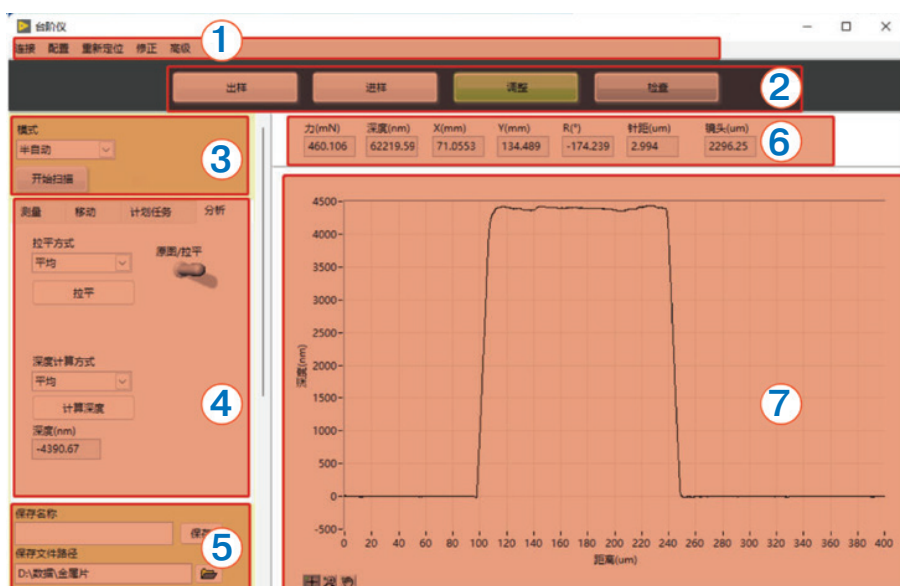 台阶仪
连接 配置 重新定位 修正 高级
①
出样 进样 调整 检查
②
模式
半自动
③
开始扫描
力(mN) 深度(nm) X(mm) Y(mm) R(°) 针距(um) 镜头(um)
460.106 62219.59 71.0553 134.489 -174.239 2.994 2296.25
⑥
测量 移动 计划任务 分析
拉平方式
原图/拉平
平均
拉平
深度计算方式
平均
计算深度
④
深度(nm)
-4390.67
保存名称
保存
⑤
保存文件路径
D:\数据\金属片
4500
4000
3500
3000
2500
2000
1500
1000
500
0
-500
深度(nm)
⑦
0 20 40 60 80 100 120 140 160 180 200 220 240 260 280 300 320 340 360 380 400
距离(um)